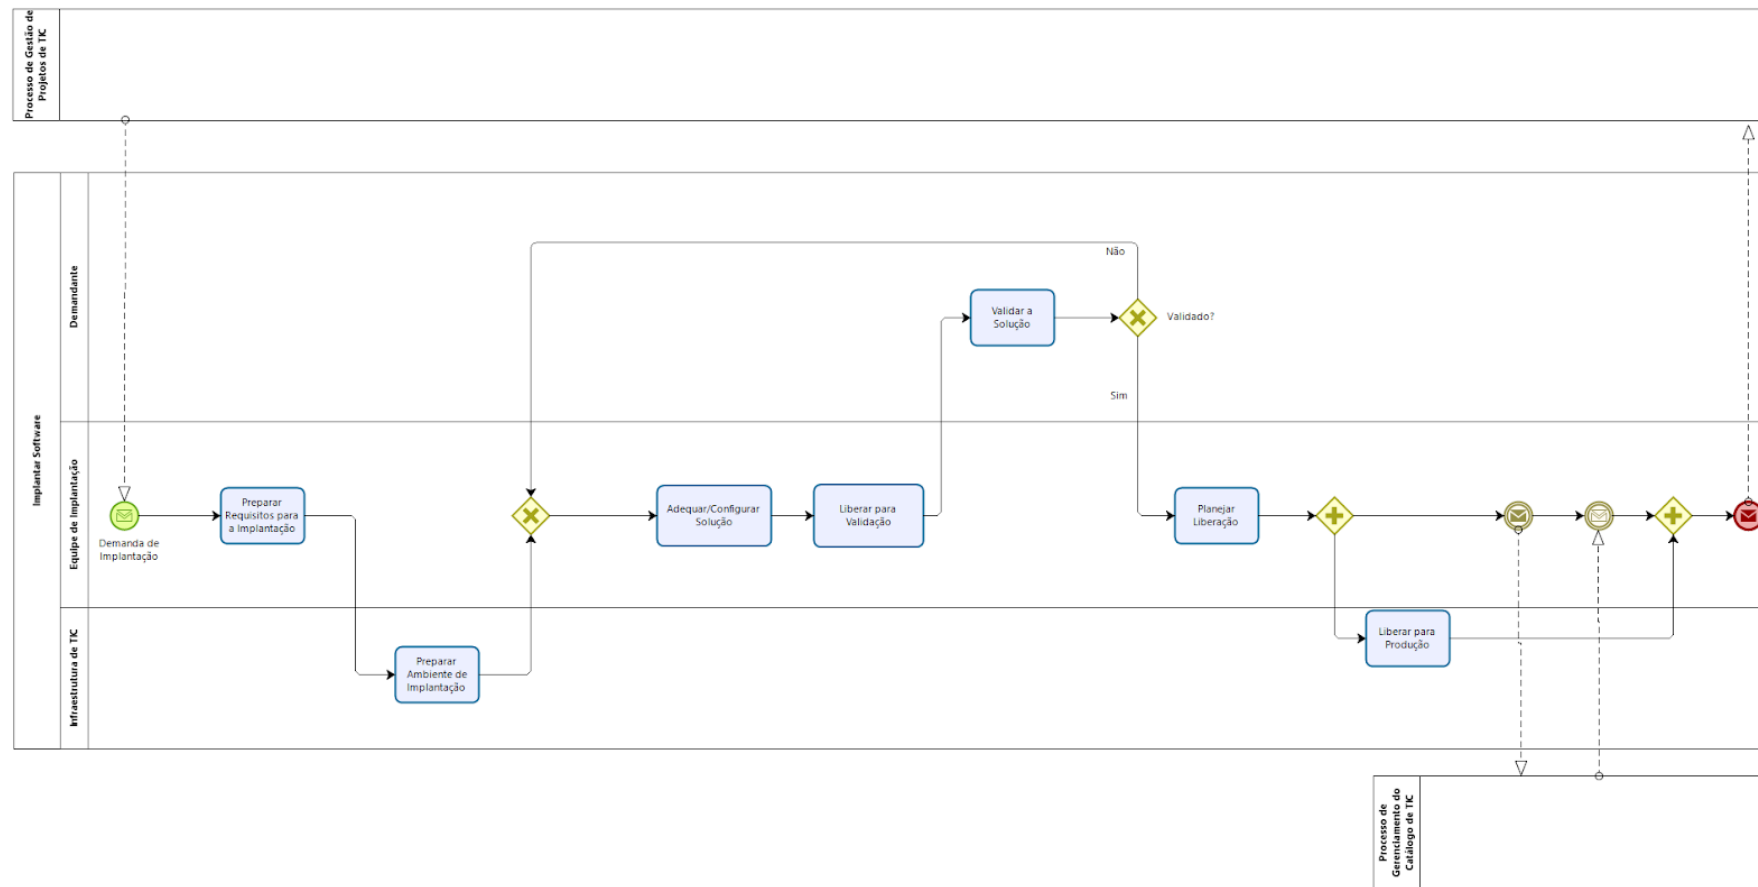 Processo de Gestão de
Projetos de TIC
Implantar Software
Demandante
Não
Validar a
Solução
Validado?
Sim
Equipe de Implantação
Demanda de
Implantação
Preparar
Requisitos para
a Implantação
Adequar/Configurar
Solução
Liberar para
Validação
Planejar
Liberação
Infraestrutura de TIC
Preparar
Ambiente de
Implantação
Liberar para
Produção
Processo de
Gerenciamento do
Catálogo de TIC